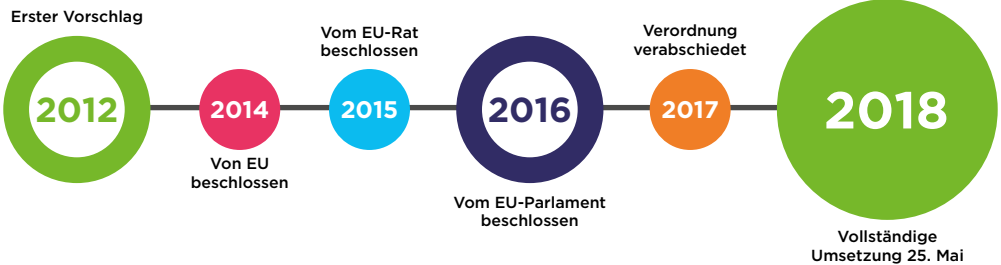 Erster Vorschlag
2012
2014
Von EU
beschlossen
Vom EU-Rat
beschlossen
2015
2016
Vom EU-Parlament
beschlossen
Verordnung
verabschiedet
2017
2018
Vollständige
Umsetzung 25. Mai